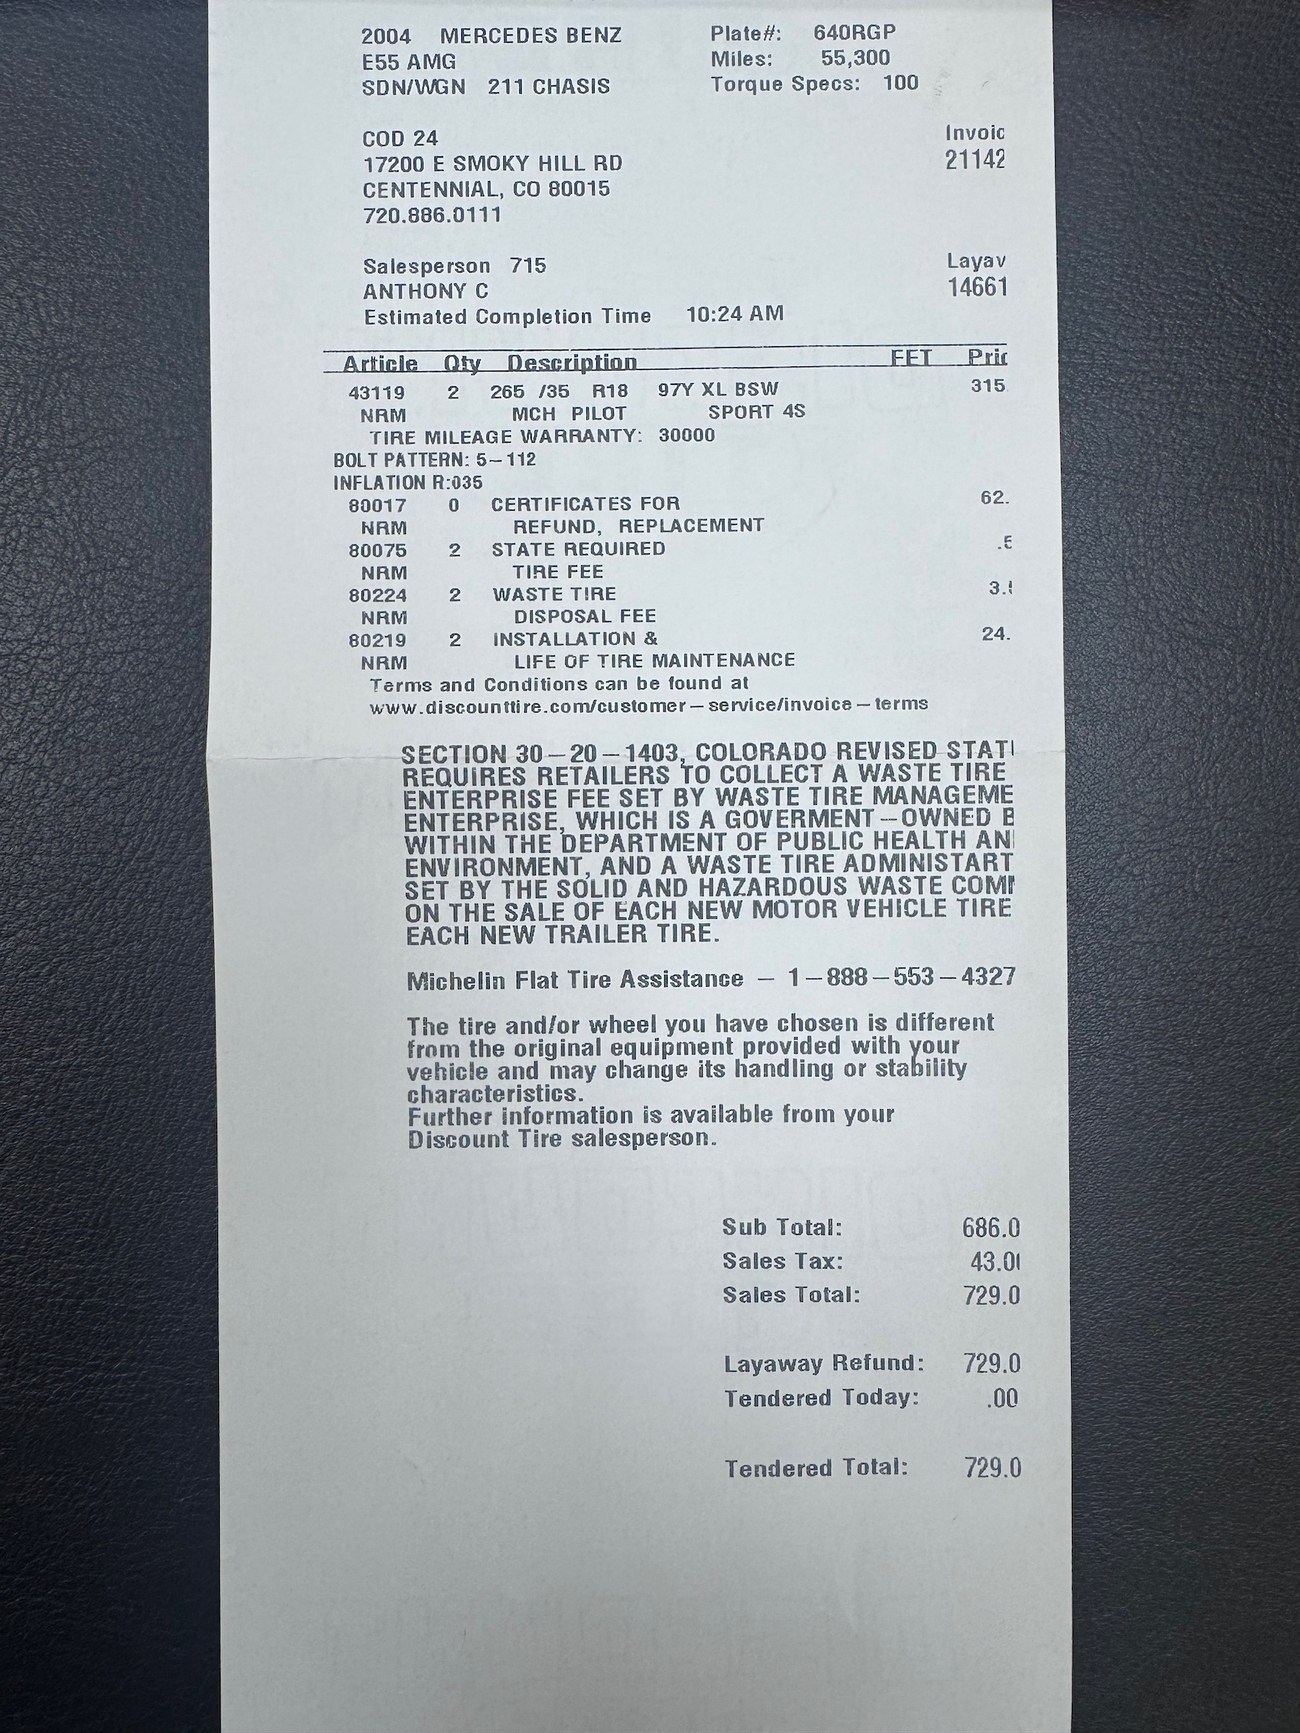 2004 MERCEDES BENZ Plate#: 640RGP
E55 AMG Miles: 55,300
SDN/WGN 211 CHASIS Torque Specs: 100
COD 24 Invoic
17200 E SMOKY HILL RD 21142
CENTENNIAL, CO 80015
720.886.0111
Salesperson 715 Layav
ANTHONY C 14661
Estimated Completion Time 10:24 AM
Article Qty Description FET Pric
43119 2 265 /35 R18 97Y XL BSW 315
NRM MCH PILOT SPORT 4S
TIRE MILEAGE WARRANTY: 30000
BOLT PATTERN: 5-112
INFLATION R:035
80017 0 CERTIFICATES FOR 62.
NRM REFUND, REPLACEMENT
80075 2 STATE REQUIRED .5
NRM TIRE FEE
80224 2 WASTE TIRE 3.
NRM DISPOSAL FEE
80219 2 INSTALLATION & 24.
NRM LIFE OF TIRE MAINTENANCE
Terms and Conditions can be found at
www.discounttire.com/customer-service/invoice-terms
SECTION 30-20-1403, COLORADO REVISED STAT
REQUIRES RETAILERS TO COLLECT A WASTE TIRE
ENTERPRISE FEE SET BY WASTE TIRE MANAGEME
ENTERPRISE, WHICH IS A GOVERMENT-OWNED B
WITHIN THE DEPARTMENT OF PUBLIC HEALTH AN
ENVIRONMENT, AND A WASTE TIRE ADMINISTART
SET BY THE SOLID AND HAZARDOUS WASTE COM
ON THE SALE OF EACH NEW MOTOR VEHICLE TIRE
EACH NEW TRAILER TIRE.
Michelin Flat Tire Assistance - 1-888-553-4327
The tire and/or wheel you have chosen is different
from the original equipment provided with your
vehicle and may change its handling or stability
characteristics.
Further information is available from your
Discount Tire salesperson.
Sub Total: 686.0
Sales Tax: 43.0
Sales Total: 729.0
Layaway Refund: 729.0
Tendered Today: .00
Tendered Total: 729.0